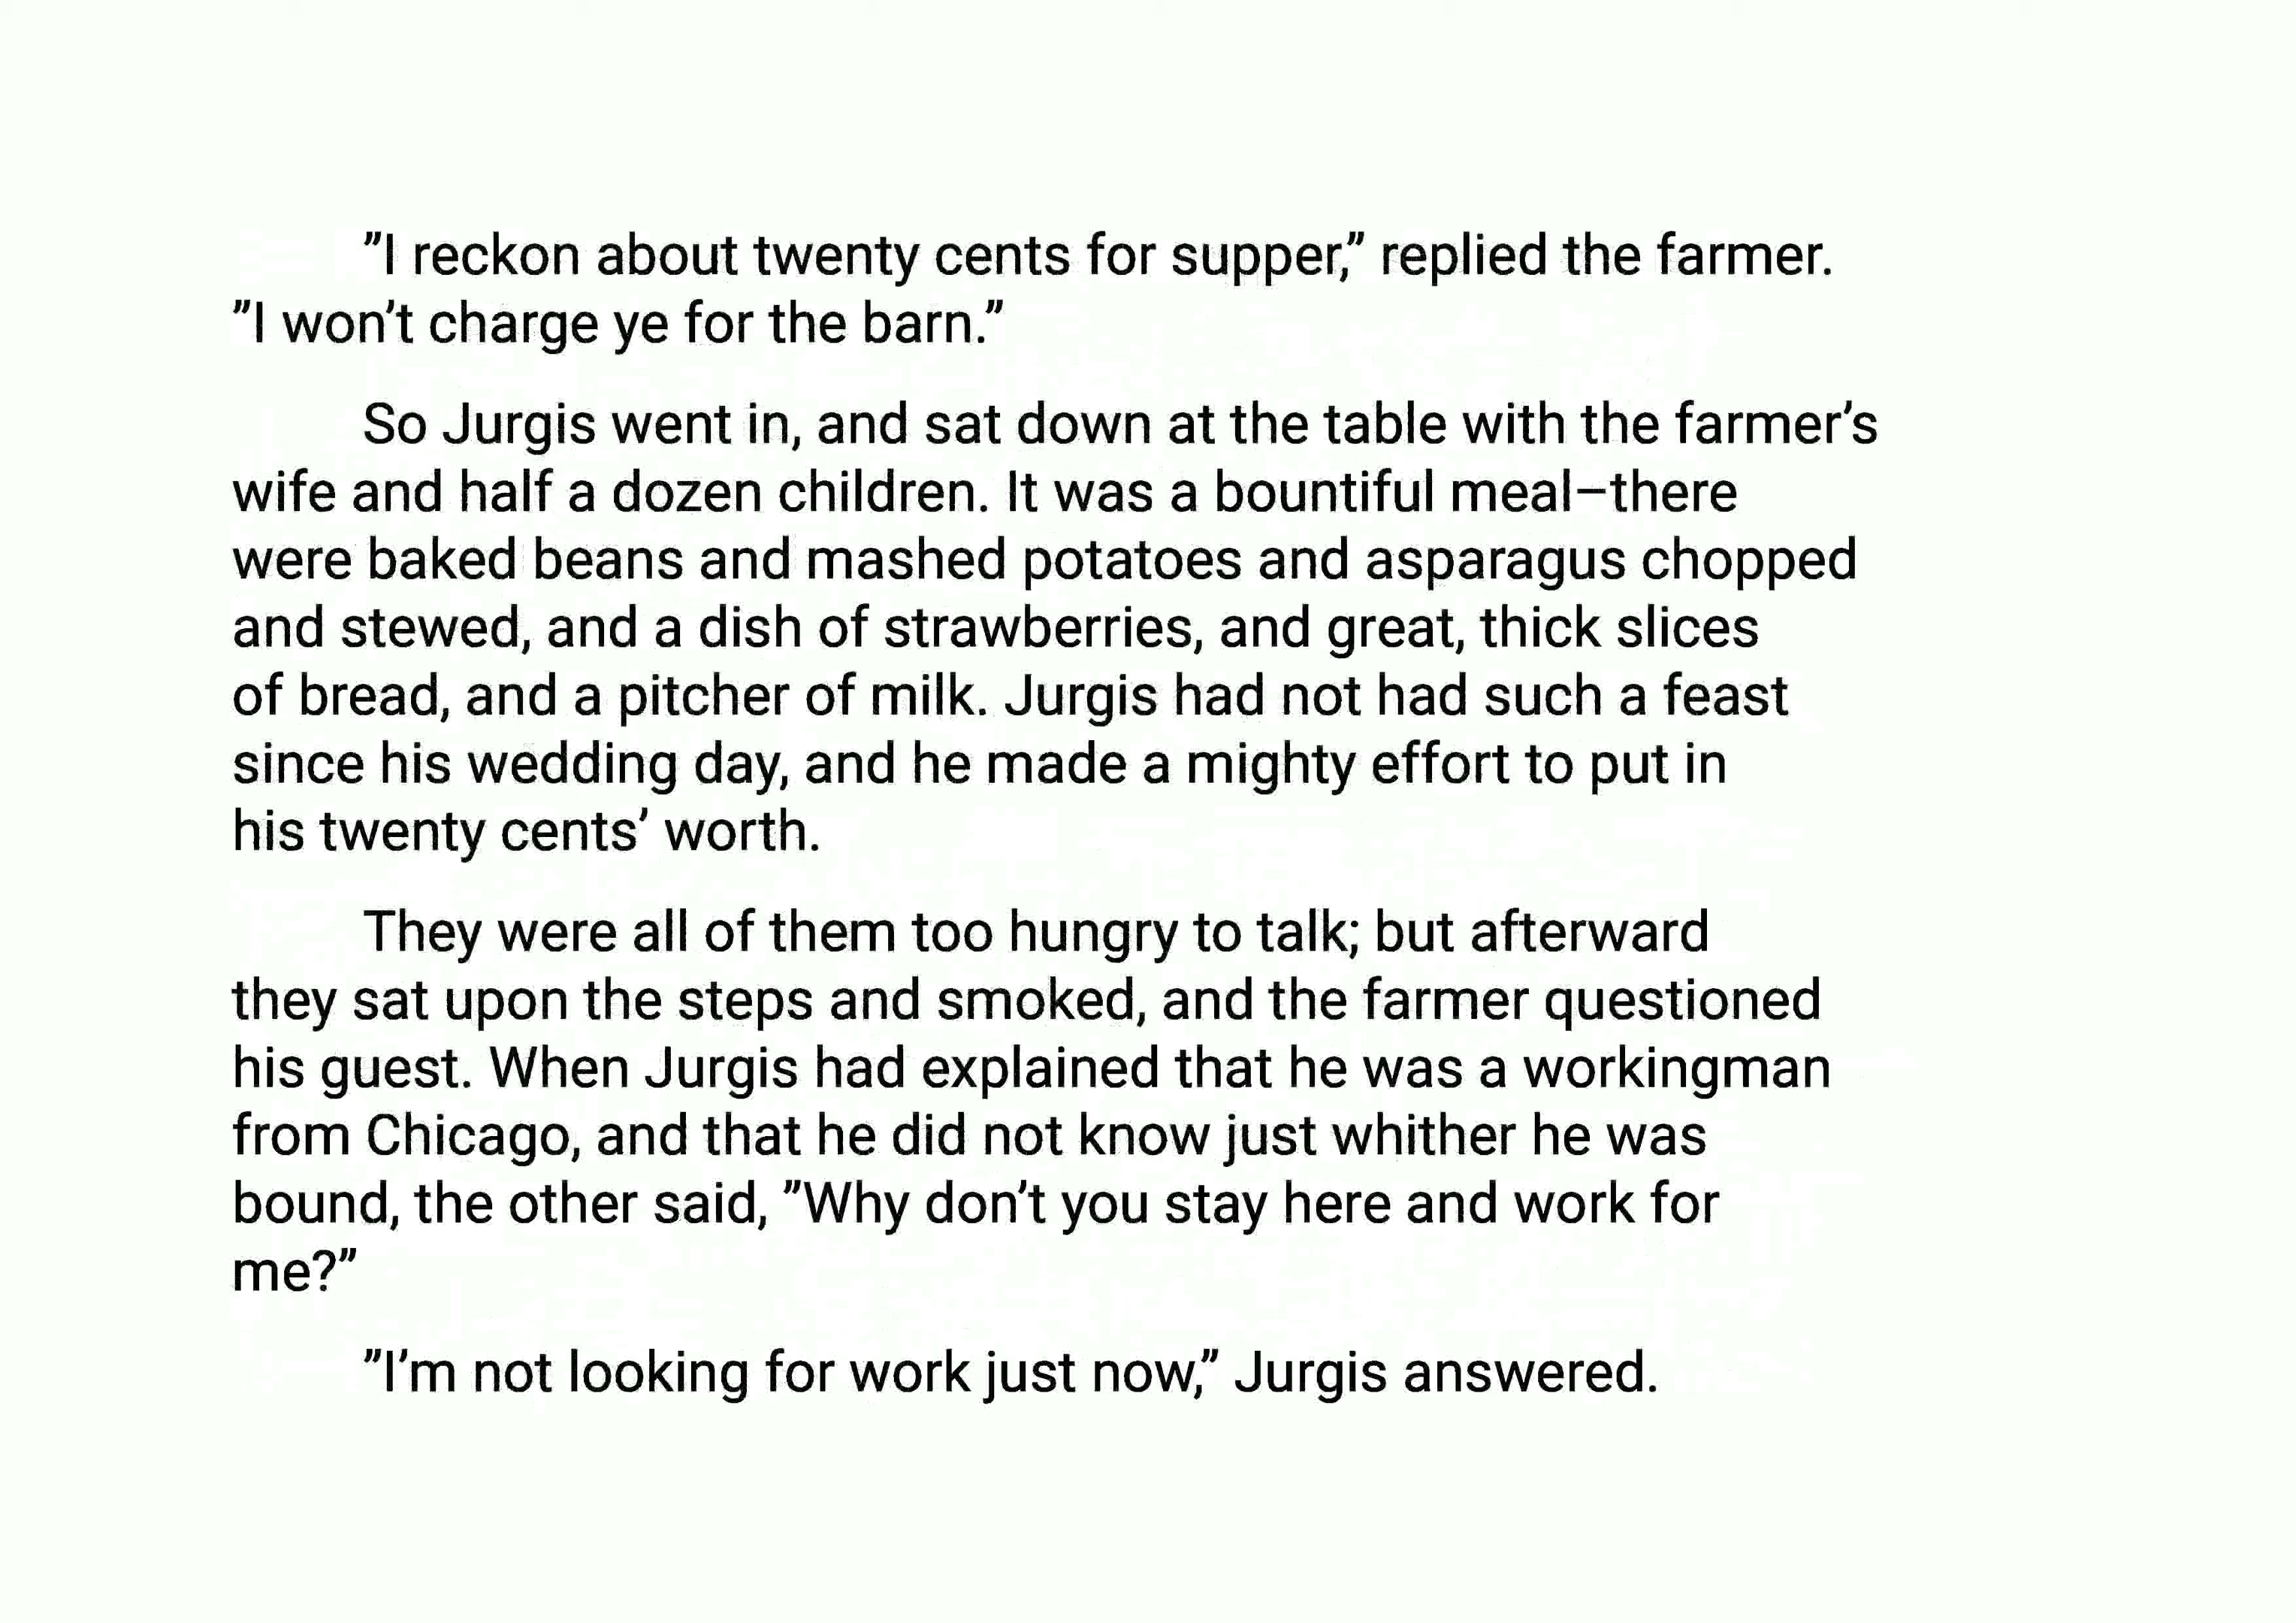 ”I reckon about twenty cents for supper,” replied the farmer.
”I won’t charge ye for the barn.”
So Jurgis went in, and sat down at the table with the farmer’s
wife and half a dozen children. It was a bountiful meal–there
were baked beans and mashed potatoes and asparagus chopped
and stewed, and a dish of strawberries, and great, thick slices
of bread, and a pitcher of milk. Jurgis had not had such a feast
since his wedding day, and he made a mighty effort to put in
his twenty cents’ worth.
They were all of them too hungry to talk; but afterward
they sat upon the steps and smoked, and the farmer questioned
his guest. When Jurgis had explained that he was a workingman
from Chicago, and that he did not know just whither he was
bound, the other said, ”Why don’t you stay here and work for
me?”
”I’m not looking for work just now,” Jurgis answered.